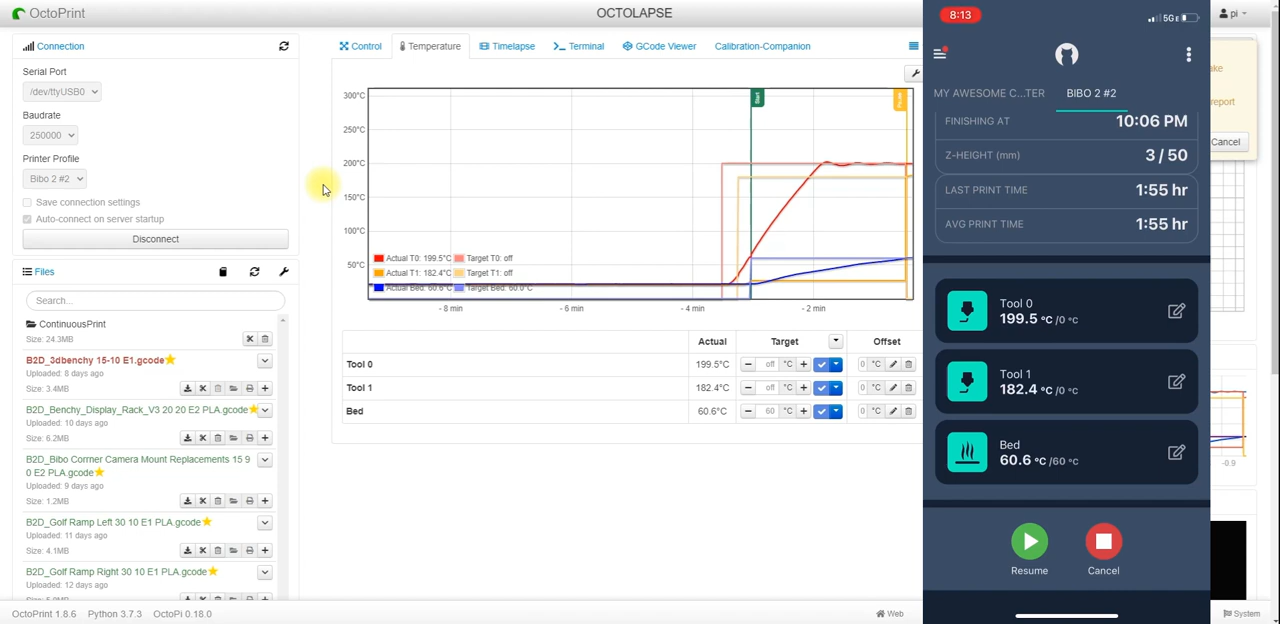 OctoPrint
OCTOLAPSE
pi
Connection
Serial Port
/dev/ttyUSB0
Baudrate
250000
Printer Profile
Bibo 2 #2
Save connection settings
Auto-connect on server startup
Disconnect
Files
Search...
ContinuousPrint
Size: 24.3MB
B2D_3dbenchy 15-10 E1.gcode
Uploaded: 8 days ago
Size: 3.4MB
B2D_Benchy_Display_Rack_V3 20 20 E2 PLA.gcode
Uploaded: 10 days ago
Size: 6.2MB
B2D_Bibo Corrner Camera Mount Replacements 15 9
0 E2 PLA.gcode
Uploaded: 9 days ago
Size: 1.2MB
B2D_Golf Ramp Left 30 10 E1 PLA.gcode
Uploaded: 11 days ago
Size: 4.1MB
B2D_Golf Ramp Right 30 10 E1 PLA.gcode
Uploaded: 12 days ago
OctoPrint 1.8.6 Python 3.7.3 OctoPi 0.18.0
Control Temperature Timelapse Terminal GCode Viewer Calibration-Companion
300°C
250°C
200°C
150°C
100°C
50°C
Start
Actual T0: 199.5°C Target T0: off
Actual T1: 182.4°C Target T1: off
Actual Bed: 60.6°C Target Bed: 60.0°C
- 8 min - 6 min - 4 min - 2 min
Actual Target Offset
Tool 0 199.5°C off °C 0 °C
Tool 1 182.4°C off °C 0 °C
Bed 60.6°C 60 °C 0 °C
Web
8:13
5GE
MY AWESOME C...TER BIBO 2 #2
FINISHING AT 10:06 PM
Z-HEIGHT (mm) 3 / 50
LAST PRINT TIME 1:55 hr
AVG PRINT TIME 1:55 hr
Tool 0
199.5 °C /0 °C
Tool 1
182.4 °C /0 °C
Bed
60.6 °C /60 °C
Resume Cancel
report
Cancel
-0.9
System